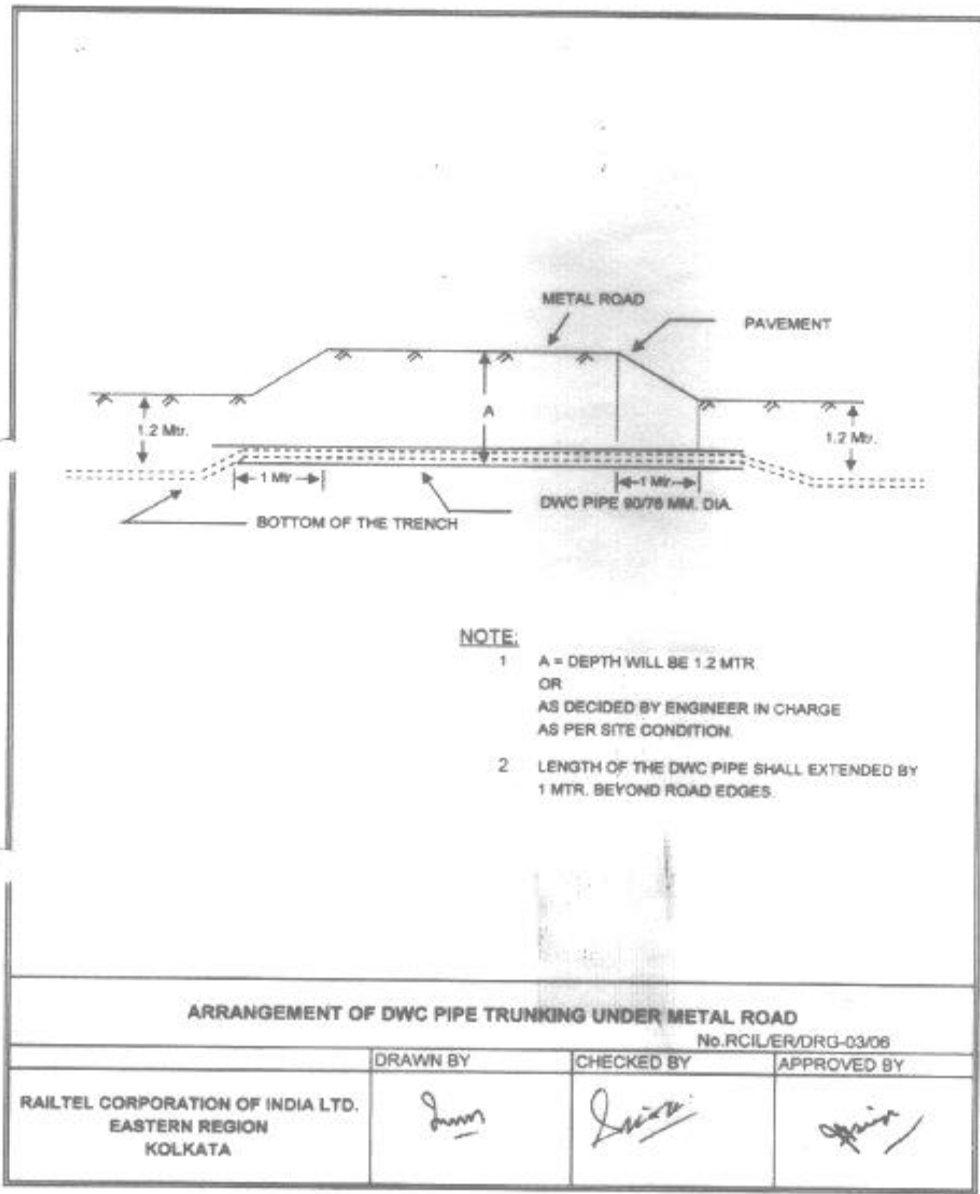 METAL ROAD
PAVEMENT
A
1.2 Mtr.
1.2 Mtr.
1 Mtr
1 Mtr
DWC PIPE 90/76 MM. DIA.
BOTTOM OF THE TRENCH
NOTE:
1 A = DEPTH WILL BE 1.2 MTR
OR
AS DECIDED BY ENGINEER IN CHARGE
AS PER SITE CONDITION.
2 LENGTH OF THE DWC PIPE SHALL EXTENDED BY
1 MTR. BEYOND ROAD EDGES.
ARRANGEMENT OF DWC PIPE TRUNKING UNDER METAL ROAD
No.RCIL/ER/DRG-03/06
DRAWN BY CHECKED BY APPROVED BY
RAILTEL CORPORATION OF INDIA LTD.
EASTERN REGION
KOLKATA